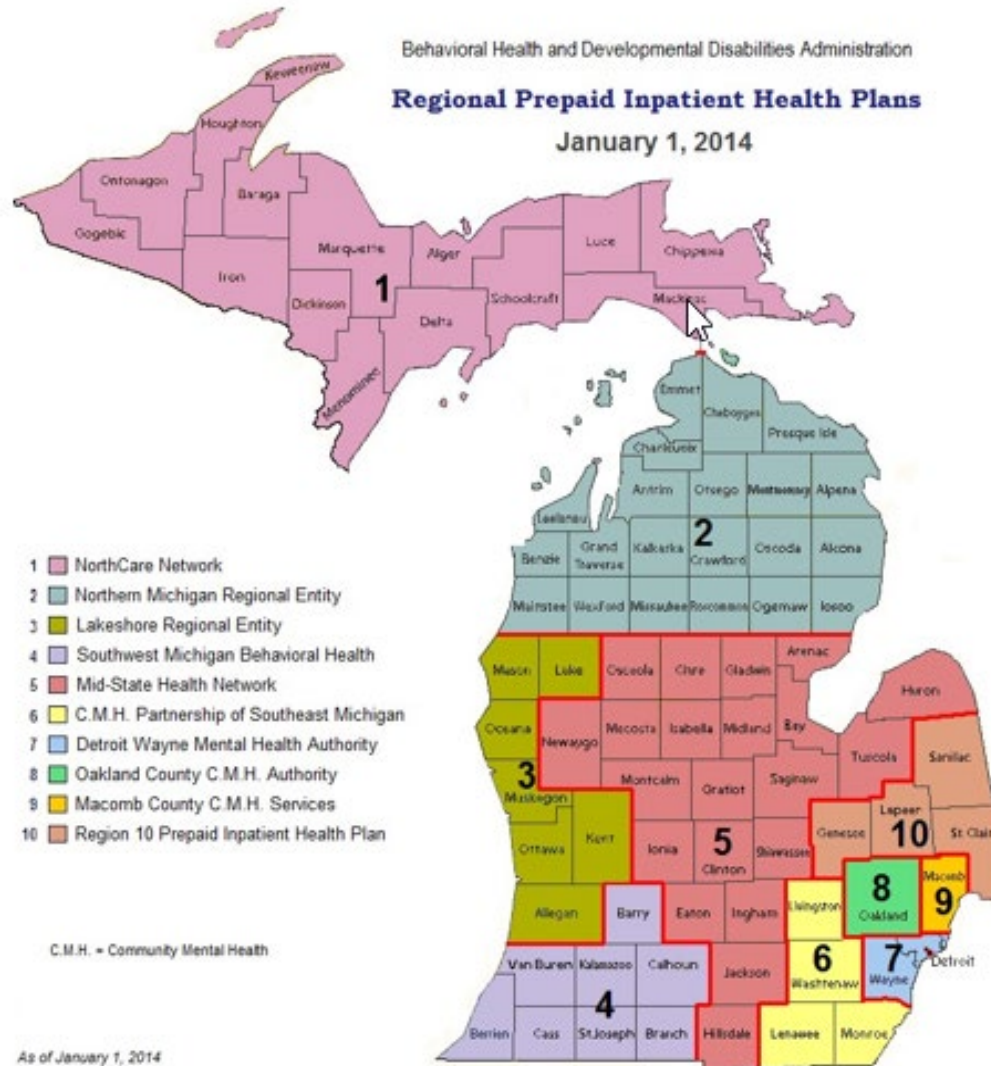 Behavioral Health and Developmental Disabilities Administration
Regional Prepaid Inpatient Health Plans
January 1, 2014
Keweenaw
Houghton
Ontonagon
Baraga
Gogebic
Marquette
Alger
Luce
Chippewa
Iron
1
Dickinson
Schoolcraft
Mackinac
Delta
Menominee
Emmet
Cheboygan
Presque Isle
Charlevoix
Antrim
Otsego
Montmorency
Alpena
Leelanau
2
Benzie
Grand
Traverse
Kalkaska
Crawford
Oscoda
Alcona
Manistee
Wexford
Missaukee
Roscommon
Ogemaw
Iosco
1 NorthCare Network
2 Northern Michigan Regional Entity
3 Lakeshore Regional Entity
4 Southwest Michigan Behavioral Health
5 Mid-State Health Network
6 C.M.H. Partnership of Southeast Michigan
7 Detroit Wayne Mental Health Authority
8 Oakland County C.M.H. Authority
9 Macomb County C.M.H. Services
10 Region 10 Prepaid Inpatient Health Plan
Mason
Lake
Osceola
Clare
Gladwin
Arenac
Huron
Oceana
Newaygo
Mecosta
Isabella
Midland
Bay
Tuscola
Sanilac
3
Muskegon
Montcalm
Gratiot
Saginaw
Lapeer
Genesee
10
St Clair
Ottawa
Kent
Ionia
5
Clinton
Shiawassee
8
Oakland
Macomb
9
Allegan
Barry
Eaton
Ingham
Livingston
C.M.H. = Community Mental Health
Van Buren
Kalamazoo
Calhoun
Jackson
6
Washtenaw
7
Wayne
Detroit
4
Berrien
Cass
St.Joseph
Branch
Hillsdale
Lenawee
Monroe
As of January 1, 2014